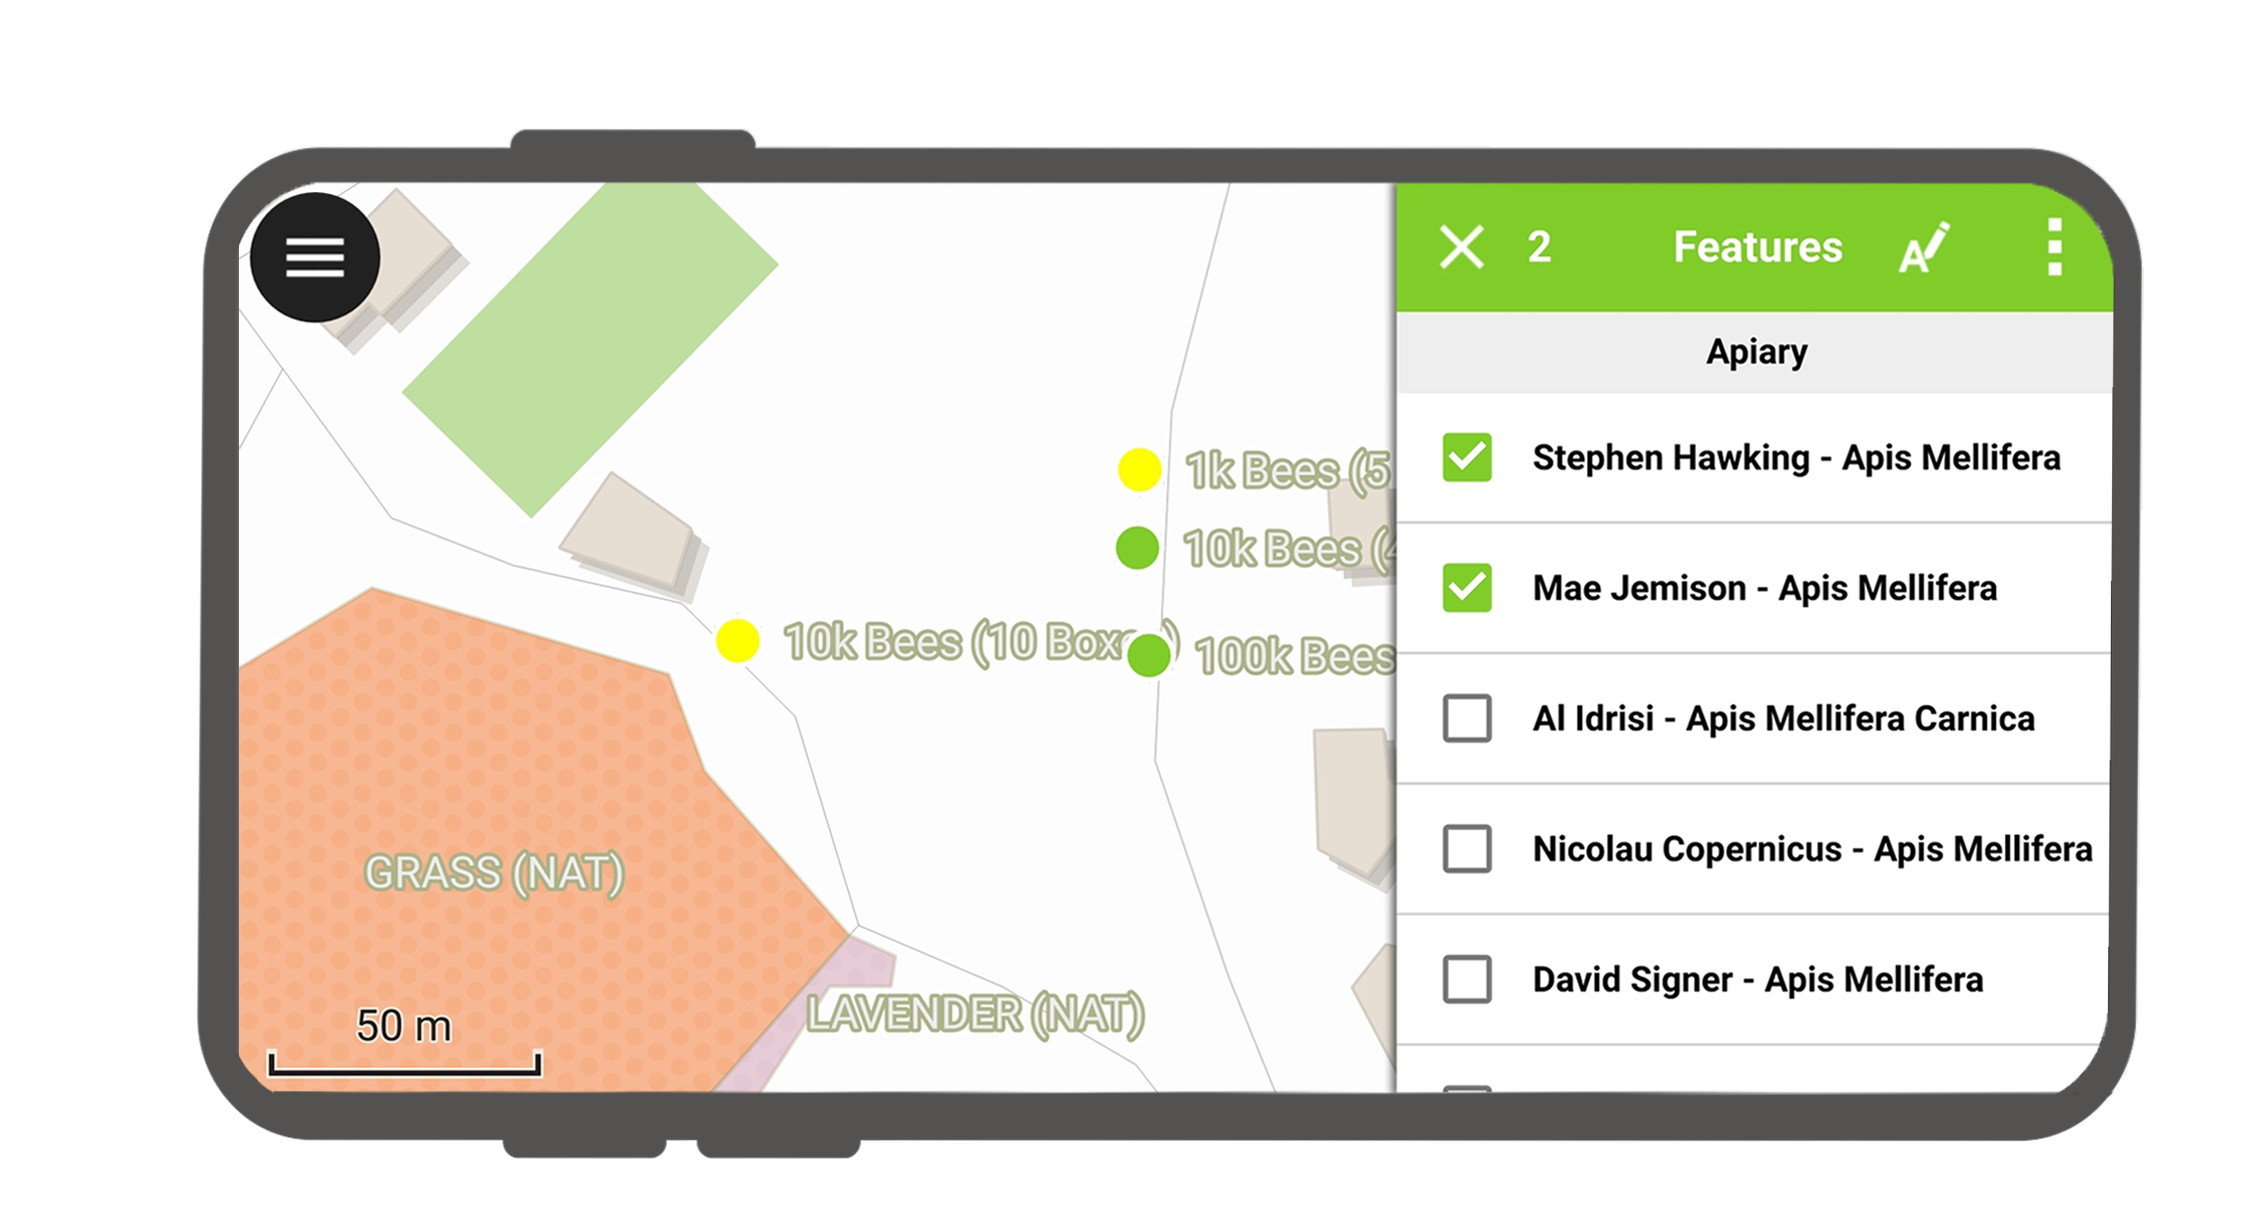 2 Features
Apiary
Stephen Hawking - Apis Mellifera
Mae Jemison - Apis Mellifera
Al Idrisi - Apis Mellifera Carnica
Nicolau Copernicus - Apis Mellifera
David Signer - Apis Mellifera
1k Bees (5
10k Bees (4
10k Bees (10
100k Bees
GRASS (NAT)
LAVENDER (NAT)
50 m